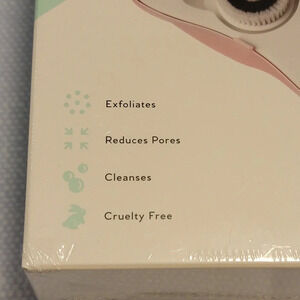 Exfoliates
Reduces Pores
Cleanses
Cruelty Free